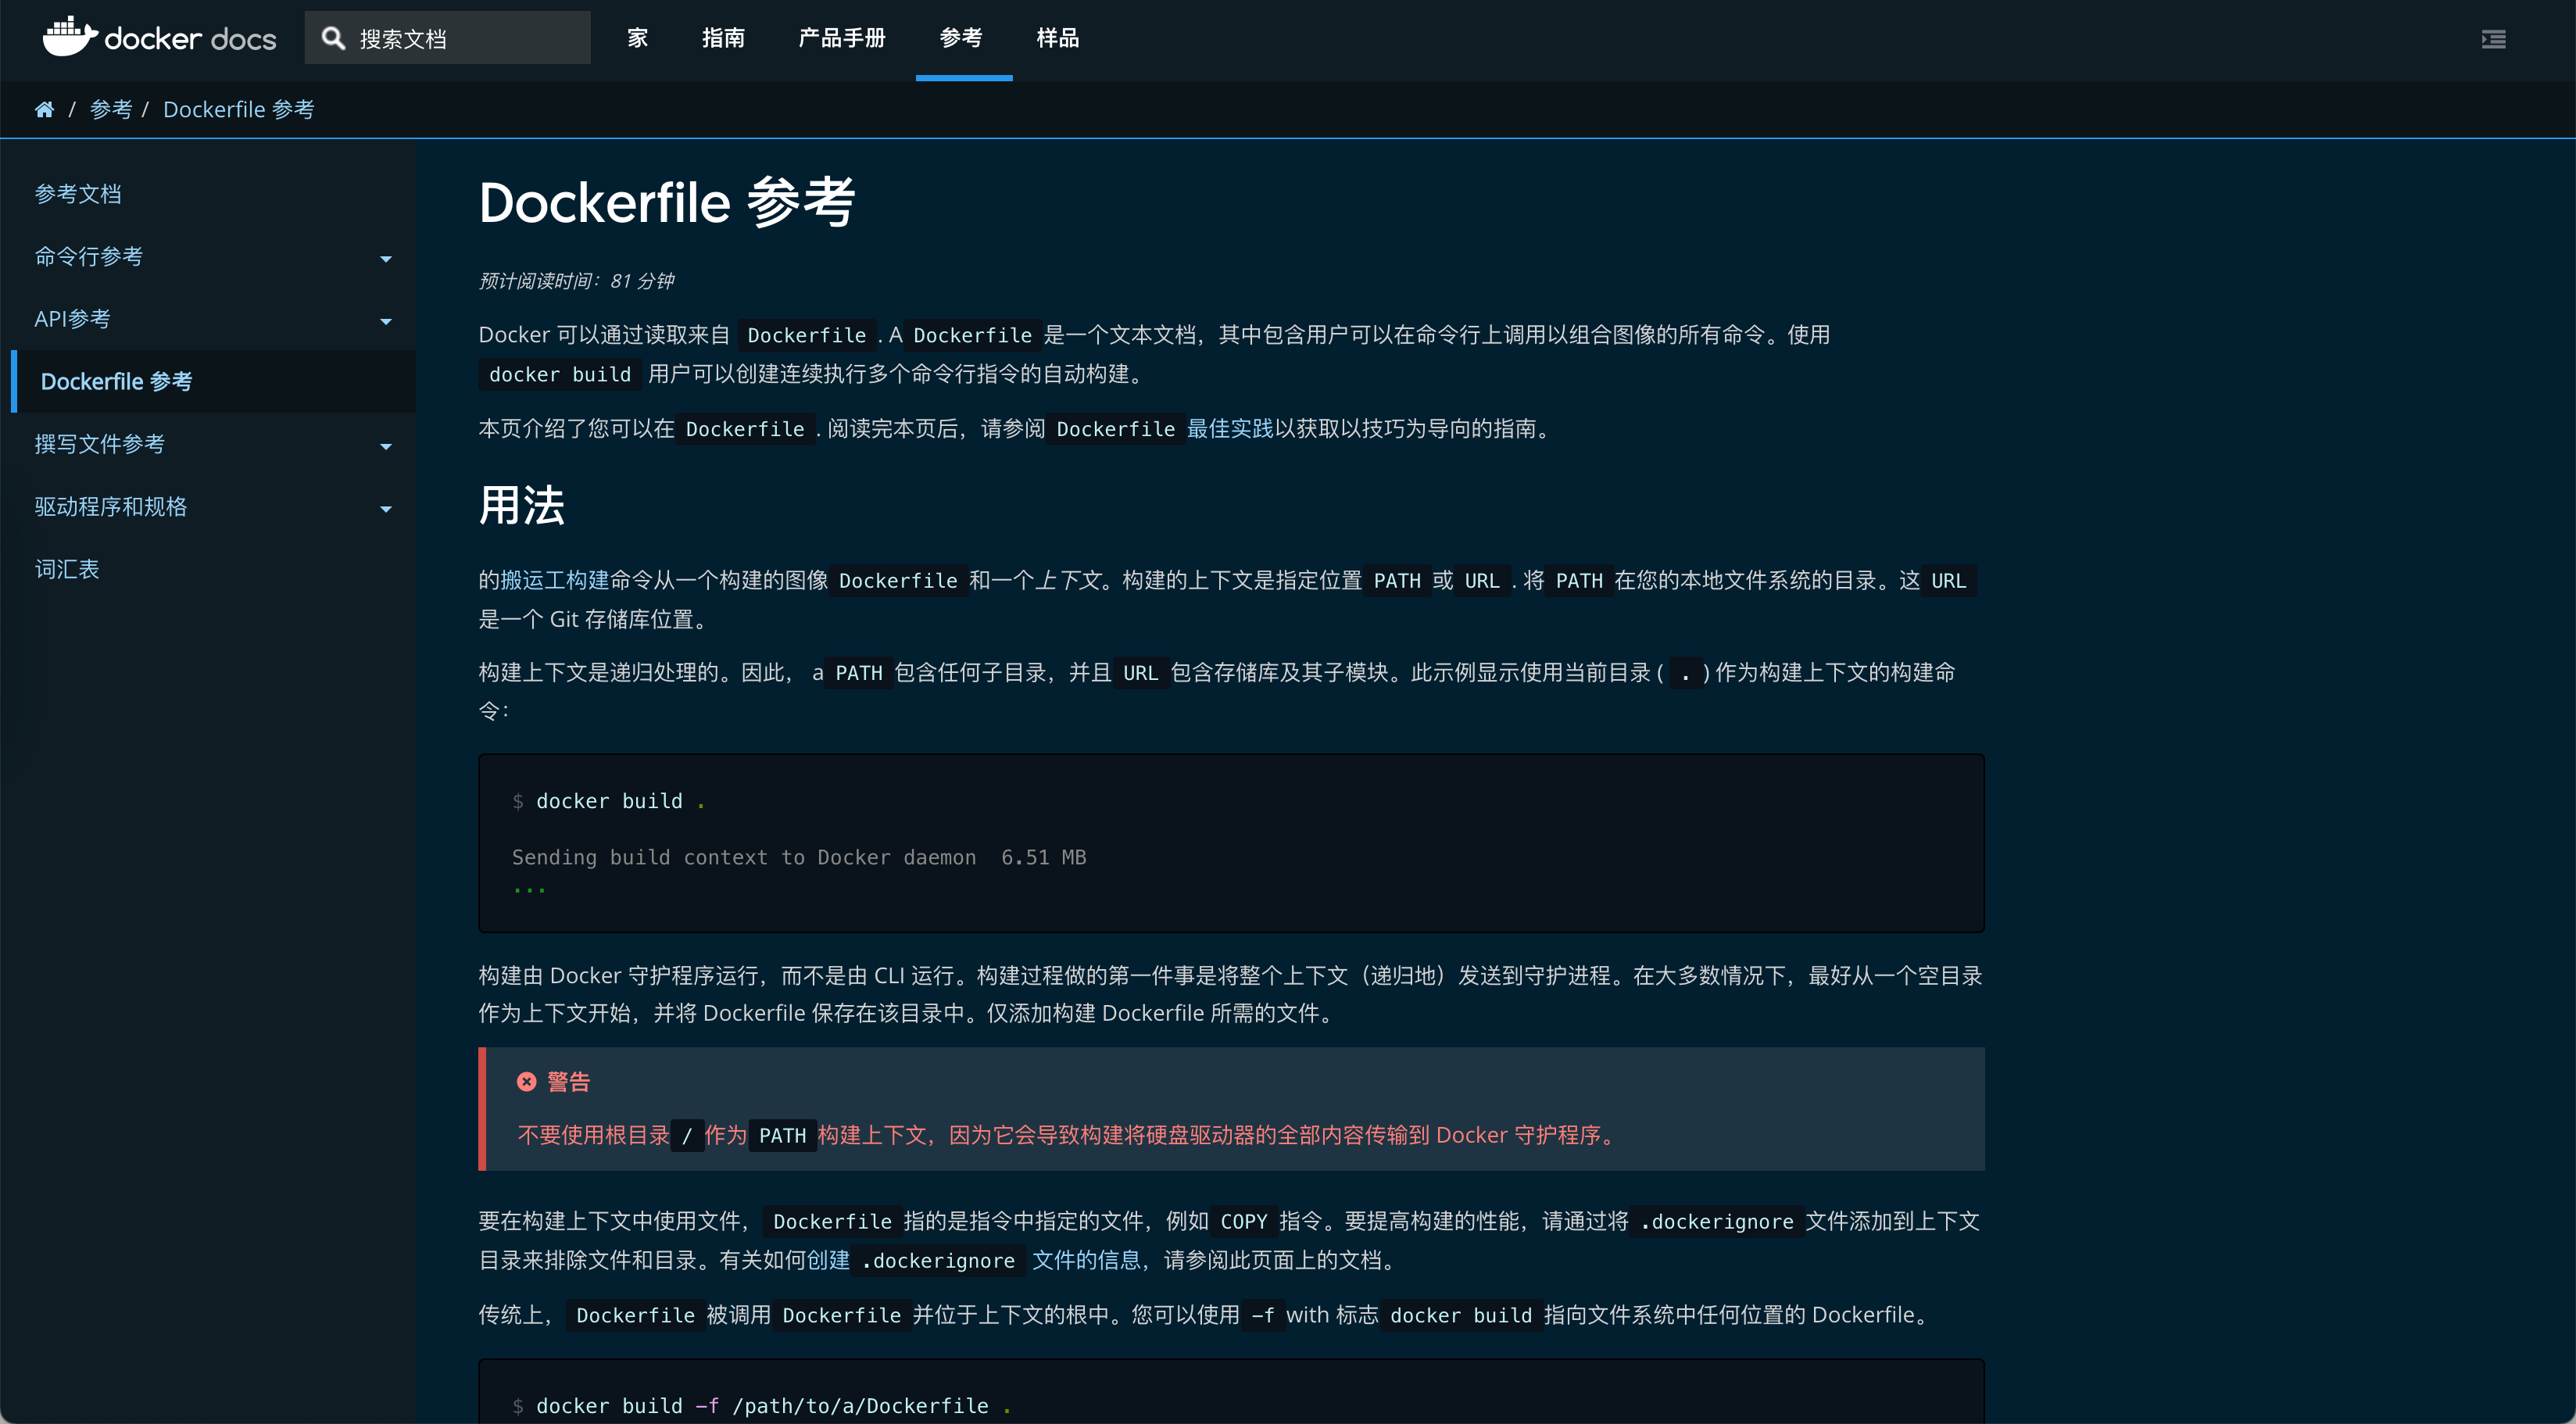 docker docs
搜索文档
家
指南
产品手册
参考
样品
/ 参考 / Dockerfile 参考
参考文档
命令行参考
API参考
Dockerfile 参考
撰写文件参考
驱动程序和规格
词汇表
Dockerfile 参考
预计阅读时间：81 分钟
Docker 可以通过读取来自 Dockerfile. A Dockerfile是一个文本文档，其中包含用户可以在命令行上调用以组合图像的所有命令。使用
docker build 用户可以创建连续执行多个命令行指令的自动构建。
本页介绍了您可以在 Dockerfile. 阅读完本页后，请参阅 Dockerfile 最佳实践以获取以技巧为导向的指南。
用法
的搬运工构建命令从一个构建的图像 Dockerfile 和一个上下文。构建的上下文是指定位置 PATH 或 URL. 将 PATH 在您的本地文件系统的目录。这 URL
是一个 Git 存储库位置。
构建上下文是递归处理的。因此， a PATH 包含任何子目录，并且 URL 包含存储库及其子模块。此示例显示使用当前目录 ( . ) 作为构建上下文的构建命
令：
$ docker build .
Sending build context to Docker daemon  6.51 MB
...
构建由 Docker 守护程序运行，而不是由 CLI 运行。构建过程做的第一件事是将整个上下文（递归地）发送到守护进程。在大多数情况下，最好从一个空目录
作为上下文开始，并将 Dockerfile 保存在该目录中。仅添加构建 Dockerfile 所需的文件。
警告
不要使用根目录 / 作为 PATH 构建上下文，因为它会导致构建将硬盘驱动器的全部内容传输到 Docker 守护程序。
要在构建上下文中使用文件， Dockerfile 指的是指令中指定的文件，例如 COPY 指令。要提高构建的性能，请通过将 .dockerignore 文件添加到上下文
目录来排除文件和目录。有关如何创建 .dockerignore 文件的信息，请参阅此页面上的文档。
传统上， Dockerfile 被调用 Dockerfile 并位于上下文的根中。您可以使用 -f with 标志 docker build 指向文件系统中任何位置的 Dockerfile。
$ docker build -f /path/to/a/Dockerfile .